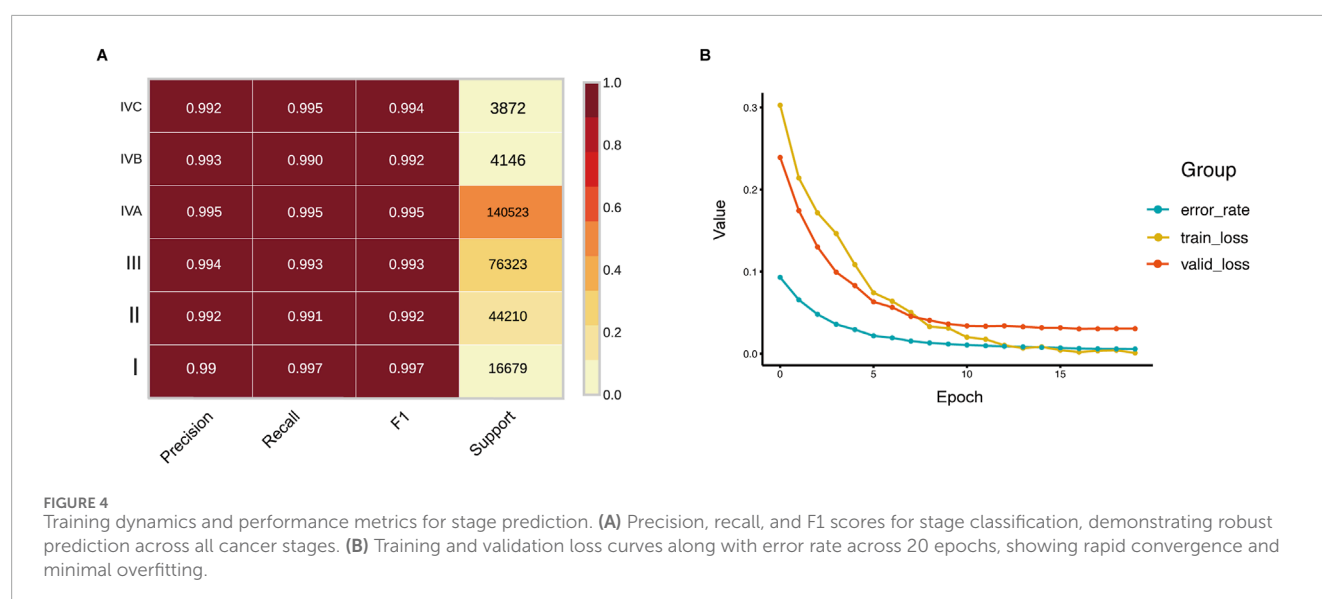 A
IVC 0.992 0.995 0.994 3872
IVB 0.993 0.990 0.992 4146
IVA 0.995 0.995 0.995 140523
III 0.994 0.993 0.993 76323
II 0.992 0.991 0.992 44210
I 0.99 0.997 0.997 16679
Precision Recall F1 Support
1.0
0.8
0.6
0.4
0.2
0.0
B
Value
0.3
0.2
0.1
0.0
0 5 10 15
Epoch
Group
error_rate
train_loss
valid_loss
FIGURE 4
Training dynamics and performance metrics for stage prediction. (A) Precision, recall, and F1 scores for stage classification, demonstrating robust
prediction across all cancer stages. (B) Training and validation loss curves along with error rate across 20 epochs, showing rapid convergence and
minimal overfitting.